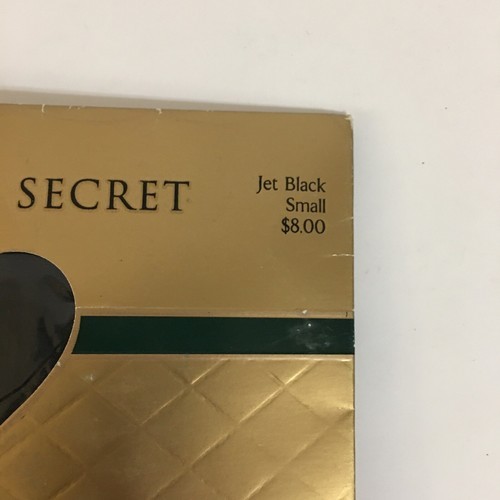 SECRET
Jet Black
Small
$8.00